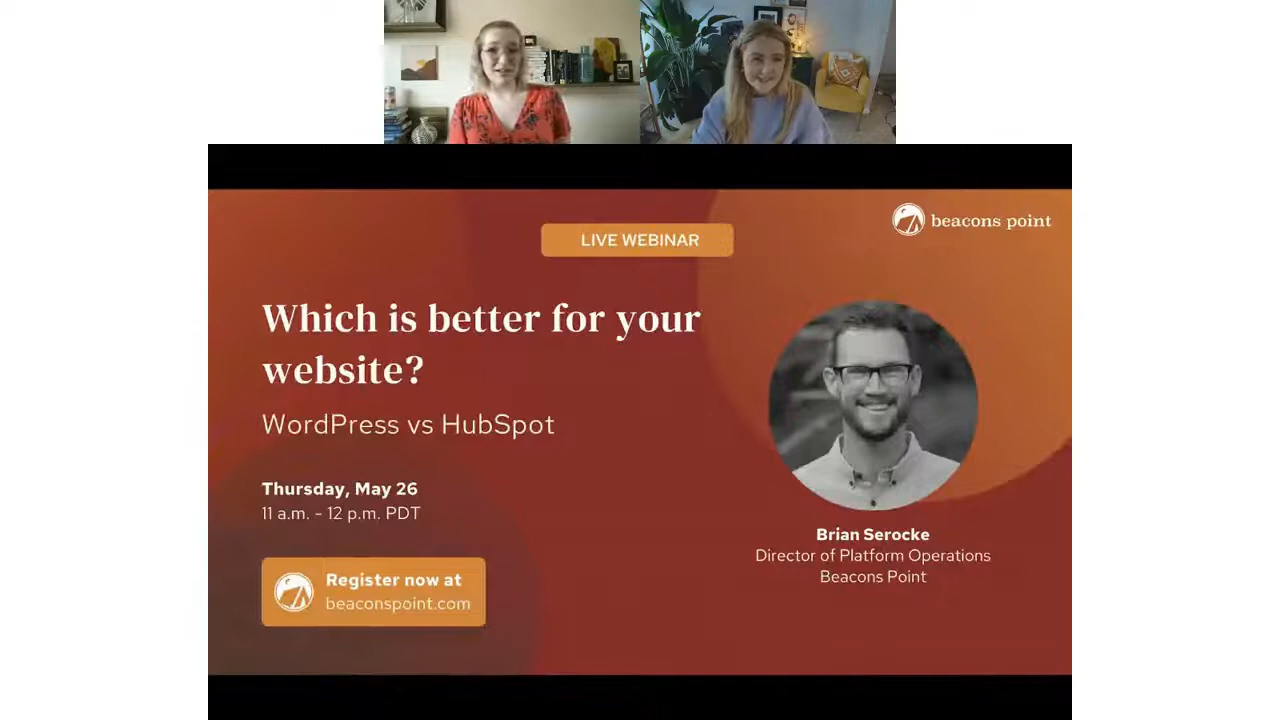 beacons point
LIVE WEBINAR
Which is better for your
website?
WordPress vs HubSpot
Thursday, May 26
11 a.m. - 12 p.m. PDT
Register now at
beaconspoint.com
Brian Serocke
Director of Platform Operations
Beacons Point